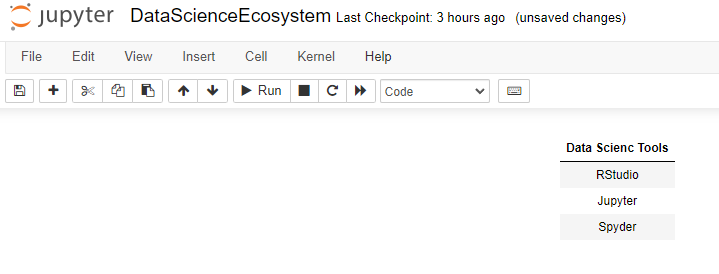 jupyter DataScienceEcosystem Last Checkpoint: 3 hours ago (unsaved changes)
File Edit View Insert Cell Kernel Help
Run Code
Data Scienc Tools
RStudio
Jupyter
Spyder